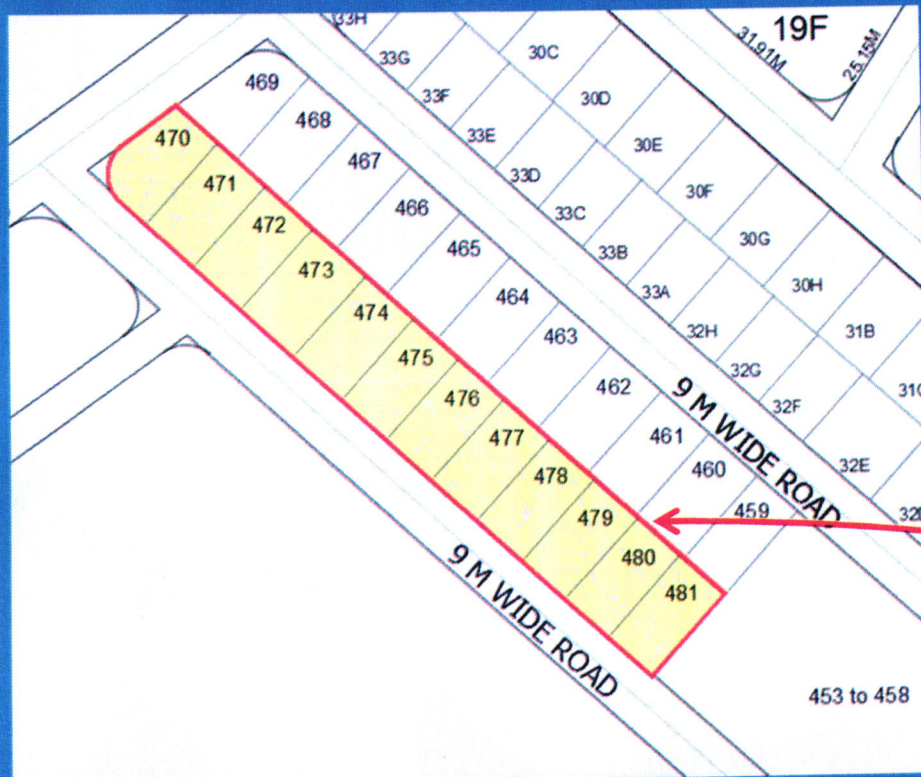 33H
19F
33G
30C
31.91M
25.15M
469
33F
30D
468
33E
30E
470
467
33D
30F
471
466
33C
30G
472
465
33B
30H
473
464
33A
31B
474
463
32H
475
462
32G
476
9 M WIDE ROAD
32F
477
461
32E
478
460
479
459
480
481
9 M WIDE ROAD
453 to 458